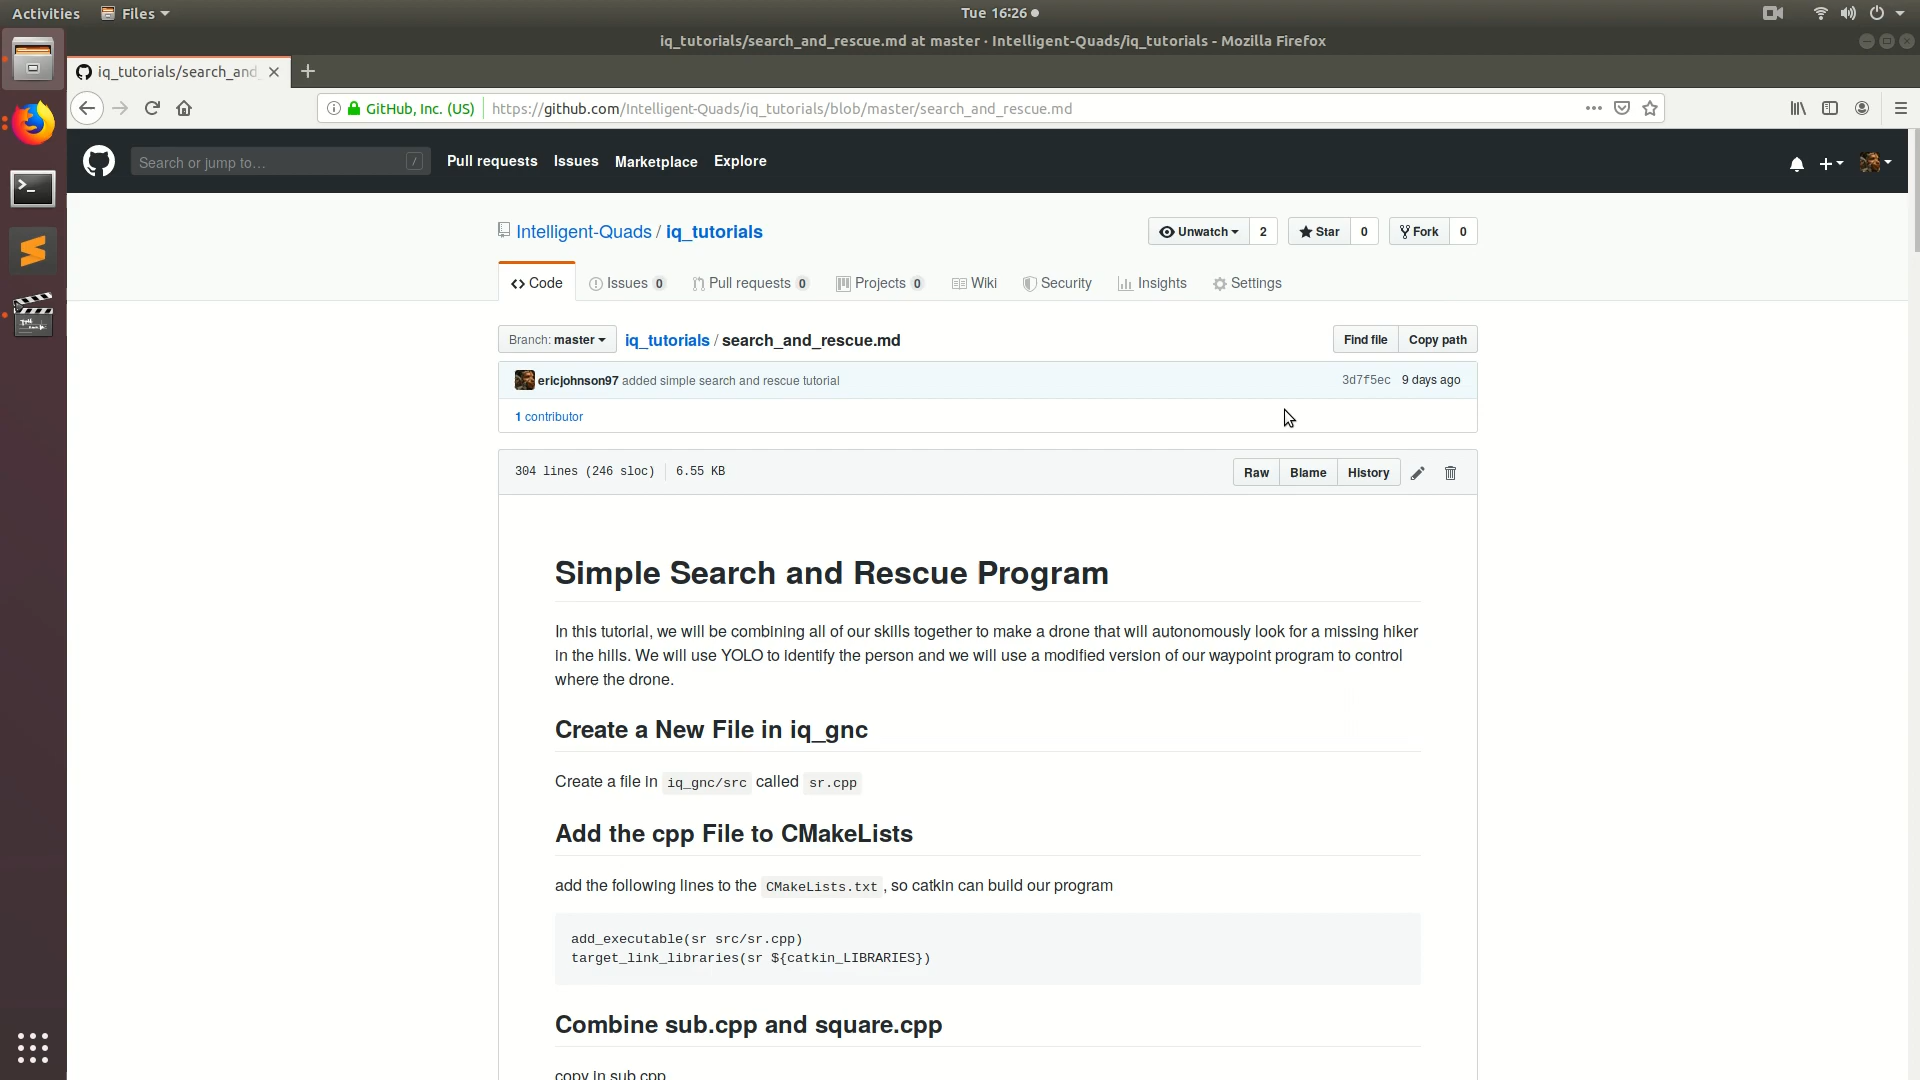 Activities Files Tue 16:26
iq_tutorials/search_and_rescue.md at master · Intelligent-Quads/iq_tutorials - Mozilla Firefox
iq_tutorials/search_and
GitHub, Inc. (US) https://github.com/Intelligent-Quads/iq_tutorials/blob/master/search_and_rescue.md
Search or jump to… / Pull requests Issues Marketplace Explore
Intelligent-Quads / iq_tutorials Unwatch 2 Star 0 Fork 0
Code Issues 0 Pull requests 0 Projects 0 Wiki Security Insights Settings
Branch: master iq_tutorials / search_and_rescue.md Find file Copy path
ericjohnson97 added simple search and rescue tutorial 3d7f5ec 9 days ago
1 contributor
304 lines (246 sloc) 6.55 KB Raw Blame History
Simple Search and Rescue Program
In this tutorial, we will be combining all of our skills together to make a drone that will autonomously look for a missing hiker
in the hills. We will use YOLO to identify the person and we will use a modified version of our waypoint program to control
where the drone.
Create a New File in iq_gnc
Create a file in iq_gnc/src called sr.cpp
Add the cpp File to CMakeLists
add the following lines to the CMakeLists.txt , so catkin can build our program
add_executable(sr src/sr.cpp)
target_link_libraries(sr ${catkin_LIBRARIES})
Combine sub.cpp and square.cpp
copy in sub.cpp